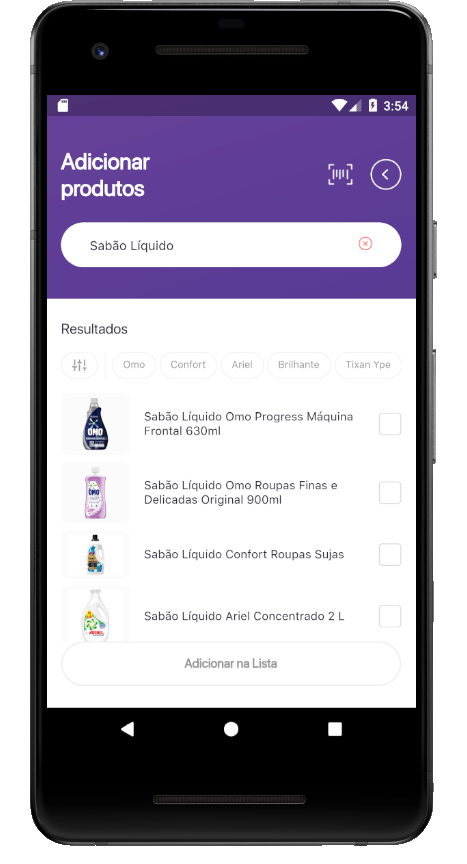 3:54
Adicionar
produtos
Sabão Líquido
Resultados
Omo
Confort
Ariel
Brilhante
Tixan Ype
OMO
Sabão Líquido Omo Progress Máquina
Frontal 630ml
OMO
Sabão Líquido Omo Roupas Finas e
Delicadas Original 900ml
Sabão Líquido Confort Roupas Sujas
ARIEL
Sabão Líquido Ariel Concentrado 2 L
Adicionar na Lista